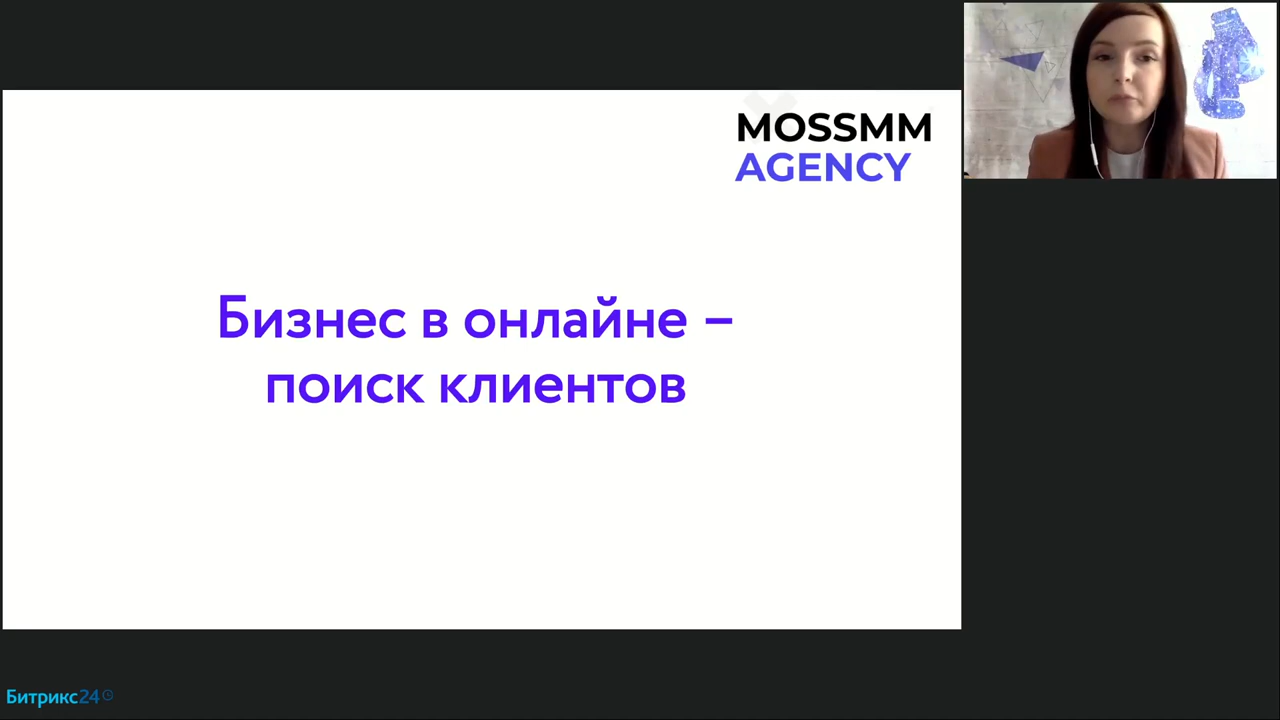 MOSSMM
AGENCY
Бизнес в онлайне –
поиск клиентов
Битрикс24